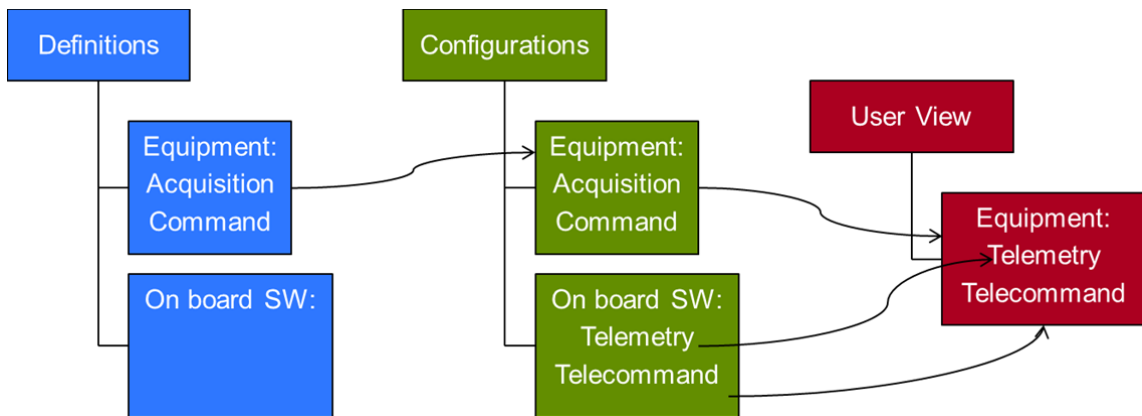 Definitions
Equipment:
Acquisition
Command
On board SW:
Configurations
Equipment:
Acquisition
Command
On board SW:
Telemetry
Telecommand
User View
Equipment:
Telemetry
Telecommand